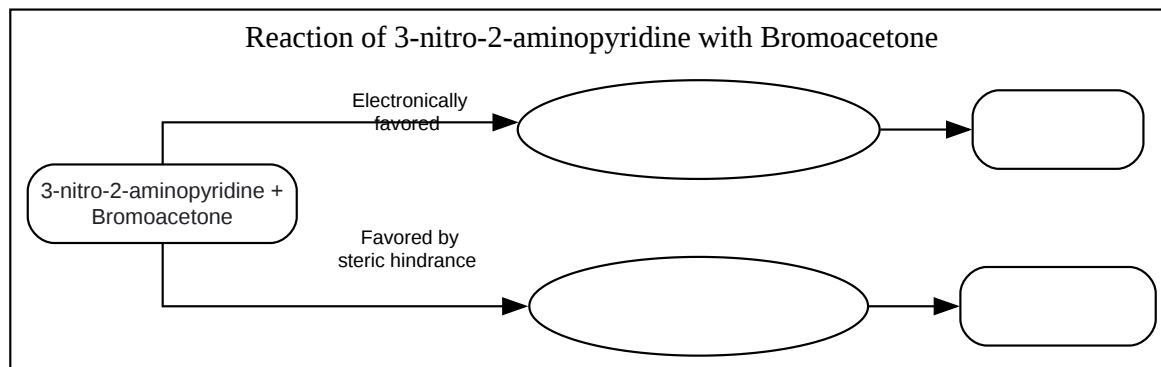 Reaction of 3-nitro-2-aminopyridine with Bromoacetone
Electronically
favored
3-nitro-2-aminopyridine +
Bromoacetone
Favored by
steric hindrance